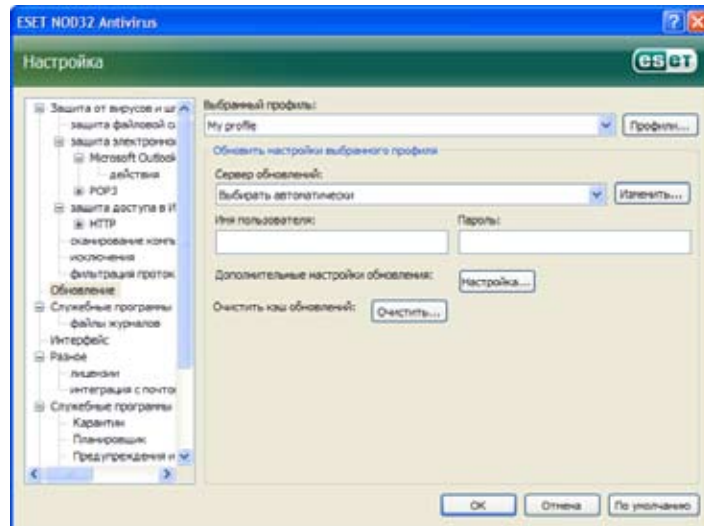 ESET NOD32 Antivirus
Настройка
eset
Защита от вирусов и шп
защита файловой с
защита электронно
Microsoft Outlook
действия
POP3
защита доступа в И
HTTP
сканирование комп
исключения
фильтрация проток
Обновление
Служебные программы
файлы журналов
Интерфейс
Разное
лицензии
интеграция с почто
Служебные программы
Карантин
Планировщик
Предупреждения и
Выбранный профиль:
My profile
Профили...
Обновить настройки выбранного профиля
Сервер обновлений:
Выбирать автоматически
Изменить...
Имя пользователя:
Пароль:
Дополнительные настройки обновления:
Настройка...
Очистить кэш обновлений:
Очистить...
OK
Отмена
По умолчанию